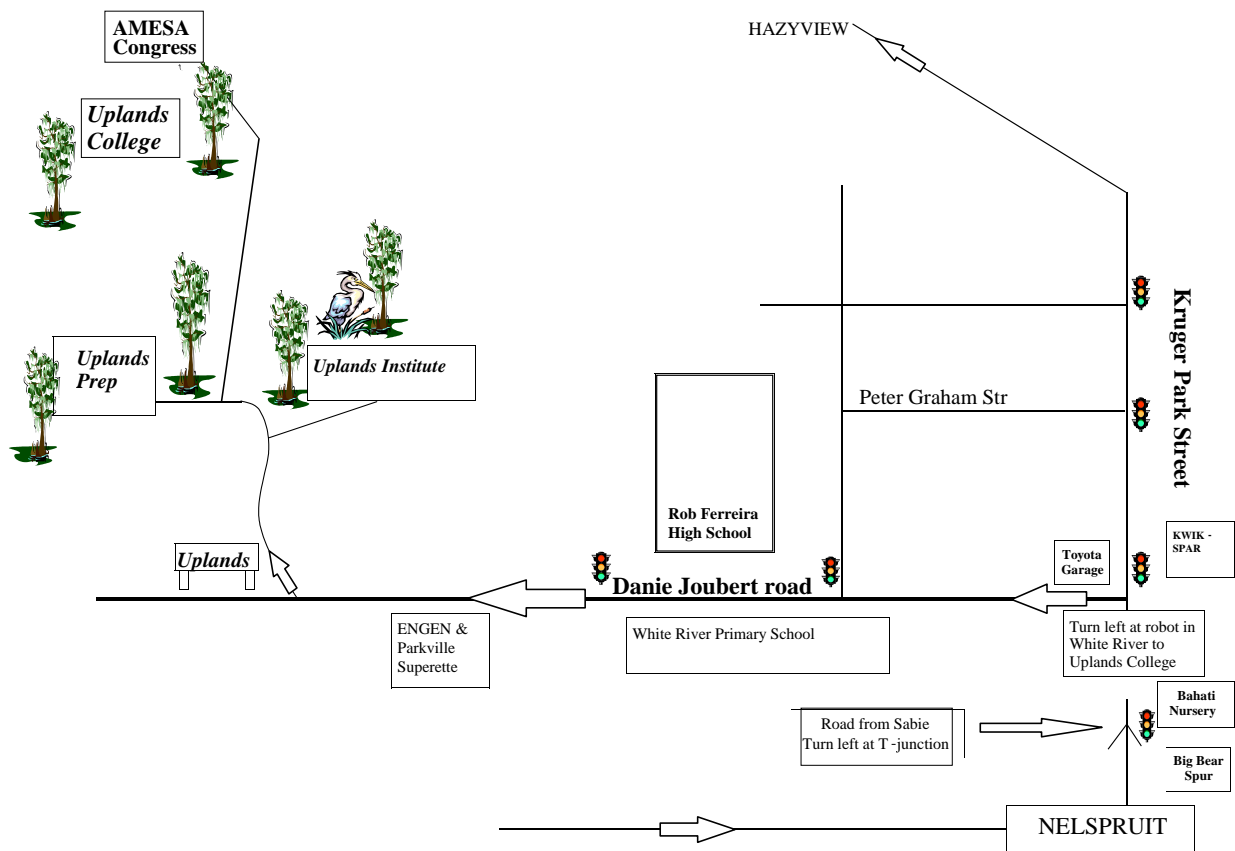 AMESA
Congress
HAZYVIEW
Uplands
College
Kruger Park Street
Uplands
Prep
Uplands Institute
Peter Graham Str
Rob Ferreira
High School
KWIK -
SPAR
Toyota
Garage
Uplands
Danie Joubert road
ENGEN &
Parkville
Superette
White River Primary School
Turn left at robot in
White River to
Uplands College
Bahati
Nursery
Road from Sabie
Turn left at T -junction
Big Bear
Spur
NELSPRUIT